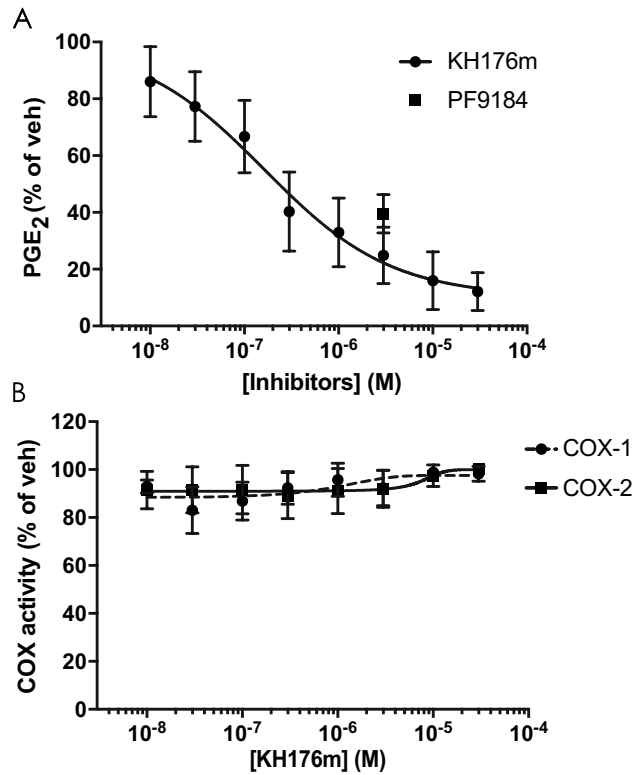 A
PGE2 (% of veh)
100
80
60
40
20
0
KH176m
PF9184
10-8
10-7
10-6
10-5
10-4
[Inhibitors] (M)
B
COX activity (% of veh)
120
100
80
60
40
20
0
COX-1
COX-2
10-8
10-7
10-6
10-5
10-4
[KH176m] (M)